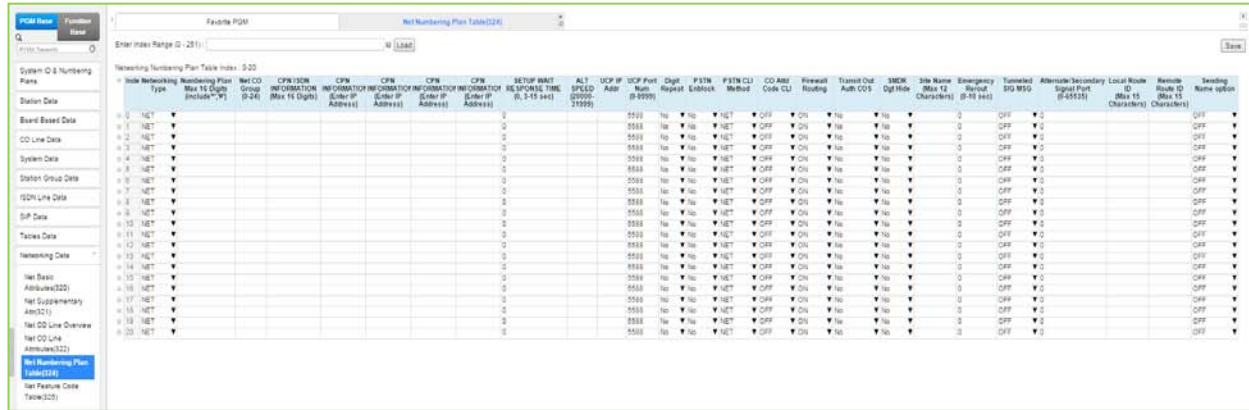 PGM Base Function Base
Favorite PGM
Net Numbering Plan Table(324)
PGM Search
Enter Index Range (0 - 251) : Load
Save
System ID & Numbering Plans
Station Data
Board Based Data
CO Line Data
System Data
Station Group Data
ISDN Line Data
SIP Data
Tables Data
Networking Data
Net Basic Attributes(320)
Net Supplementary Attr(321)
Net CO Line Overview
Net CO Line Attributes(322)
Net Numbering Plan Table(324)
Net Feature Code Table(325)
Networking Numbering Plan Table Index : 0-20
Inde Networking Type Numbering Plan Max 16 Digits (include'*','#') Net CO Group (0-24) CPN ISDN INFORMATION (Max 16 Digits) CPN INFORMATION (Enter IP Address) CPN INFORMATION (Enter IP Address) CPN INFORMATION (Enter IP Address) CPN INFORMATION (Enter IP Address) SETUP WAIT RESPONSE TIME (0, 3-15 sec) ALT SPEED (20000-31999) UCP IP Addr UCP Port Num (0-9999) Digit Repeat PSTN Enblock PSTN CLI Method CO Attd Code CLI Firewall Routing Transit Out Auth COS SMDR Dgt Hide Site Name (Max 12 Characters) Emergency Rerout (0-10 sec) Tunneled SIG MSG Alternate/Secondary Signal Port (0-65535) Local Route ID (Max 15 Characters) Remote Route ID (Max 15 Characters) Sending Name option
0 NET 0 5588 No No NET OFF ON No No 0 OFF 0 OFF
1 NET 0 5588 No No NET OFF ON No No 0 OFF 0 OFF
2 NET 0 5588 No No NET OFF ON No No 0 OFF 0 OFF
3 NET 0 5588 No No NET OFF ON No No 0 OFF 0 OFF
4 NET 0 5588 No No NET OFF ON No No 0 OFF 0 OFF
5 NET 0 5588 No No NET OFF ON No No 0 OFF 0 OFF
6 NET 0 5588 No No NET OFF ON No No 0 OFF 0 OFF
7 NET 0 5588 No No NET OFF ON No No 0 OFF 0 OFF
8 NET 0 5588 No No NET OFF ON No No 0 OFF 0 OFF
9 NET 0 5588 No No NET OFF ON No No 0 OFF 0 OFF
10 NET 0 5588 No No NET OFF ON No No 0 OFF 0 OFF
11 NET 0 5588 No No NET OFF ON No No 0 OFF 0 OFF
12 NET 0 5588 No No NET OFF ON No No 0 OFF 0 OFF
13 NET 0 5588 No No NET OFF ON No No 0 OFF 0 OFF
14 NET 0 5588 No No NET OFF ON No No 0 OFF 0 OFF
15 NET 0 5588 No No NET OFF ON No No 0 OFF 0 OFF
16 NET 0 5588 No No NET OFF ON No No 0 OFF 0 OFF
17 NET 0 5588 No No NET OFF ON No No 0 OFF 0 OFF
18 NET 0 5588 No No NET OFF ON No No 0 OFF 0 OFF
19 NET 0 5588 No No NET OFF ON No No 0 OFF 0 OFF
20 NET 0 5588 No No NET OFF ON No No 0 OFF 0 OFF